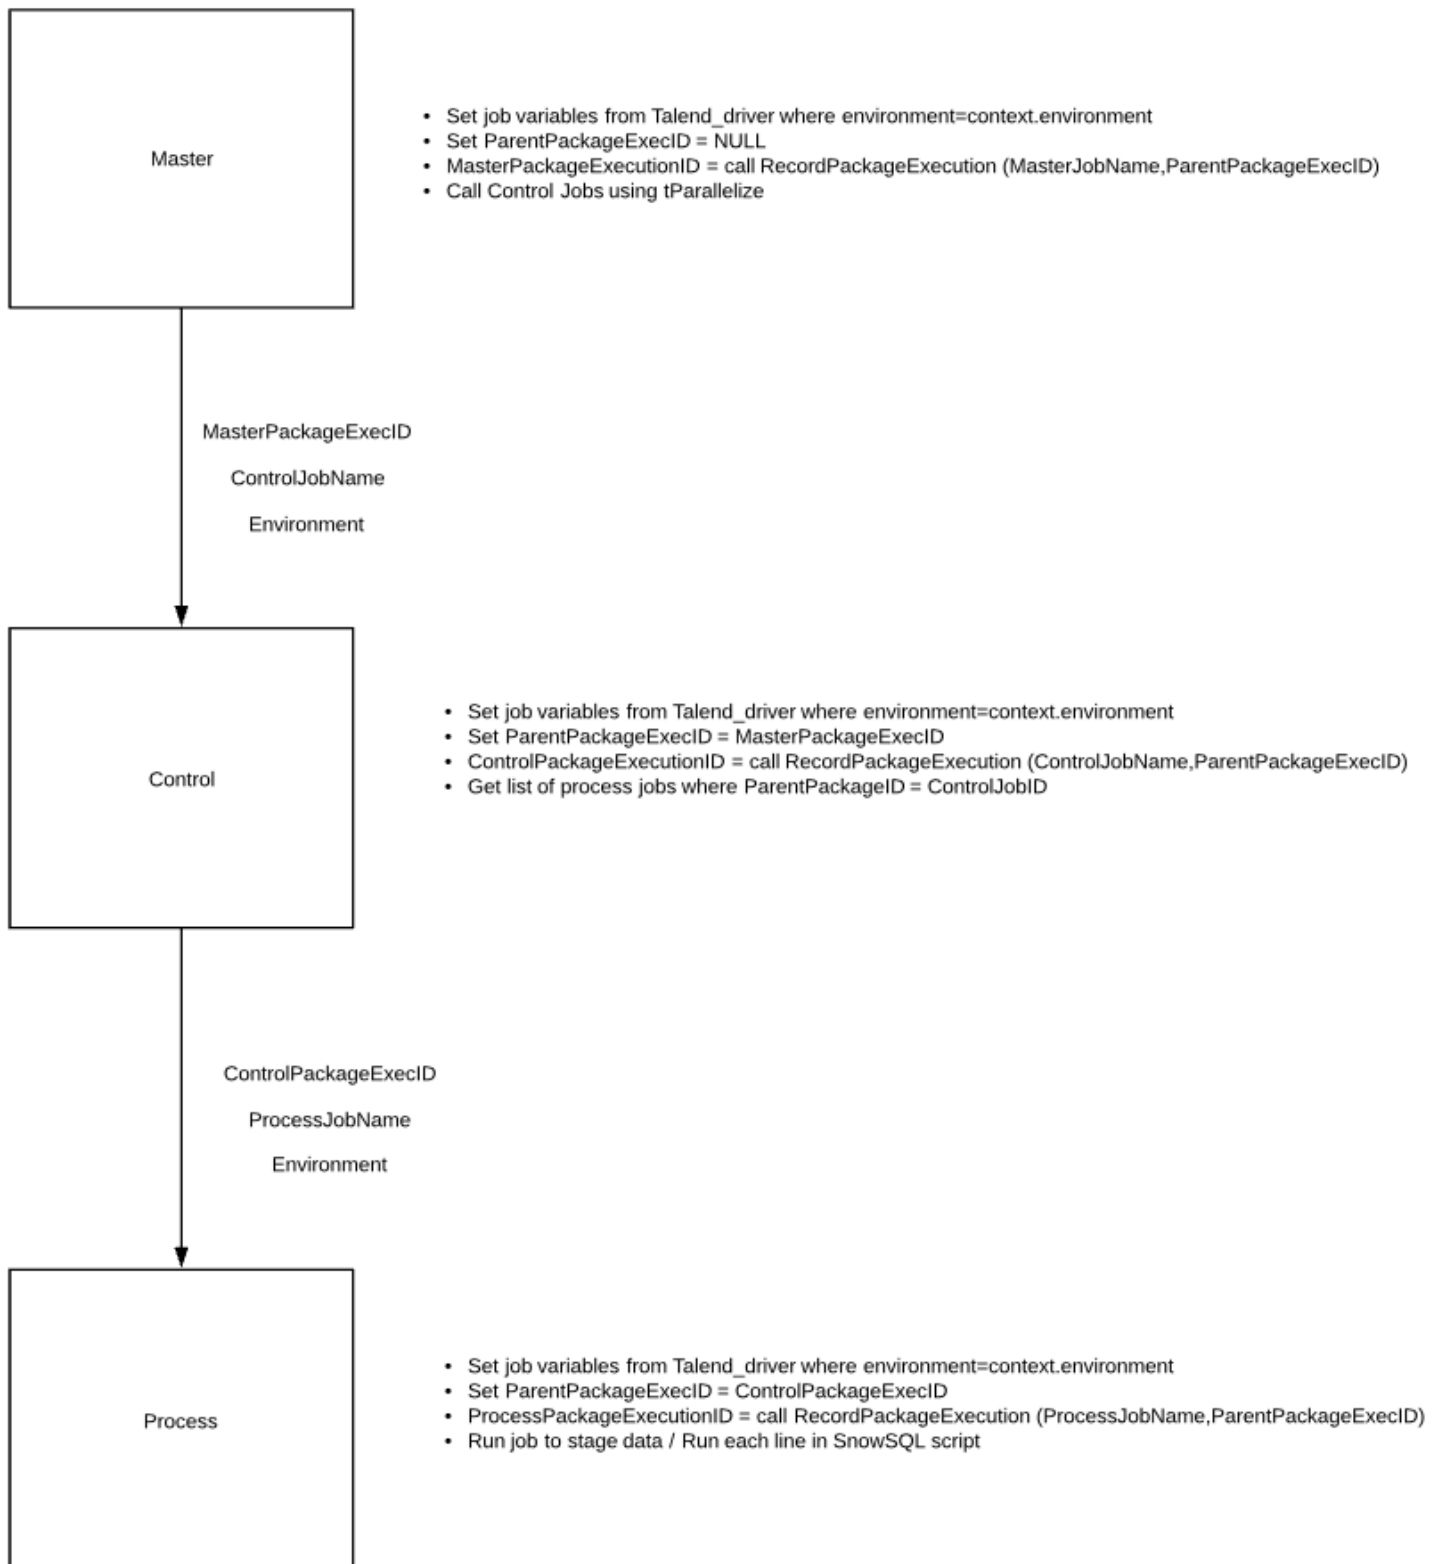 Master
• Set job variables from Talend_driver where environment=context.environment
• Set ParentPackageExecID = NULL
• MasterPackageExecutionID = call RecordPackageExecution (MasterJobName,ParentPackageExecID)
• Call Control Jobs using tParallelize
MasterPackageExecID
ControlJobName
Environment
Control
• Set job variables from Talend_driver where environment=context.environment
• Set ParentPackageExecID = MasterPackageExecID
• ControlPackageExecutionID = call RecordPackageExecution (ControlJobName,ParentPackageExecID)
• Get list of process jobs where ParentPackageID = ControlJobID
ControlPackageExecID
ProcessJobName
Environment
Process
• Set job variables from Talend_driver where environment=context.environment
• Set ParentPackageExecID = ControlPackageExecID
• ProcessPackageExecutionID = call RecordPackageExecution (ProcessJobName,ParentPackageExecID)
• Run job to stage data / Run each line in SnowSQL script